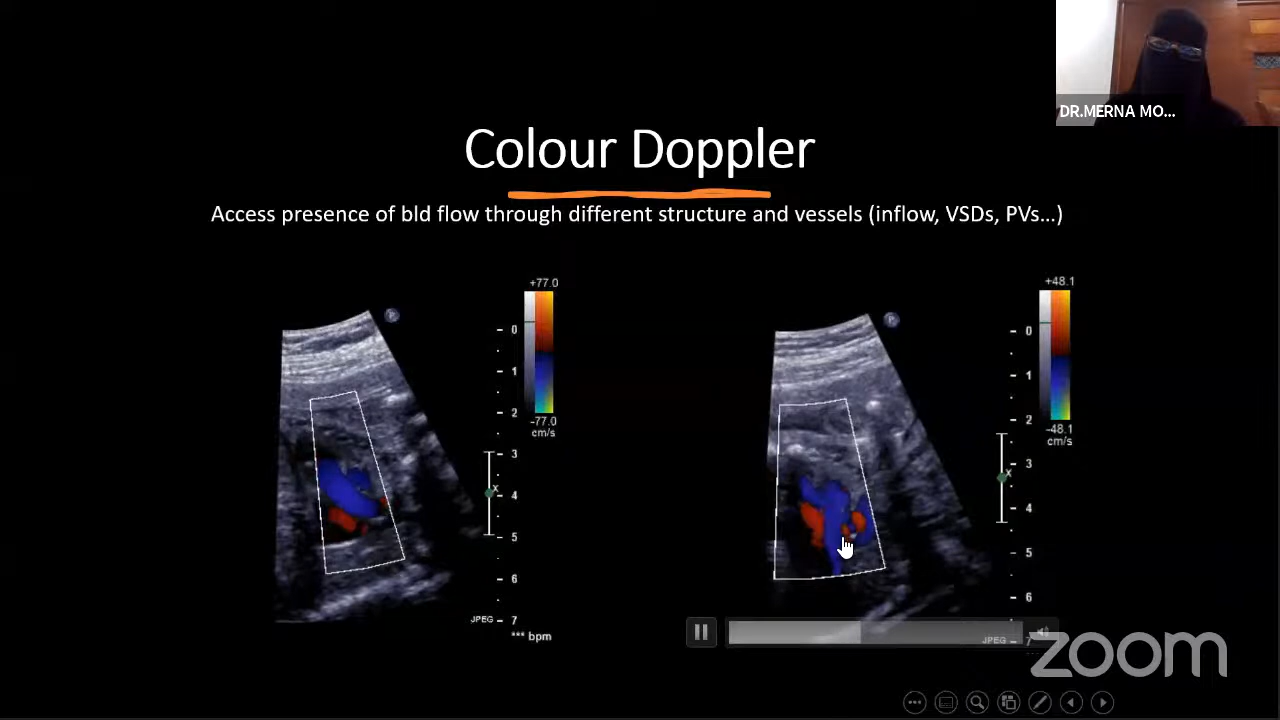 DR.MERNA MO...
Colour Doppler
Access presence of bld flow through different structure and vessels (inflow, VSDs, PVs...)
+77.0
0
1
2
-77.0
cm/s
3
4
X
5
6
JPEG
7
*** bpm
+48.1
0
1
2
-48.1
cm/s
3
X
4
5
6
JPEG
7
zoom